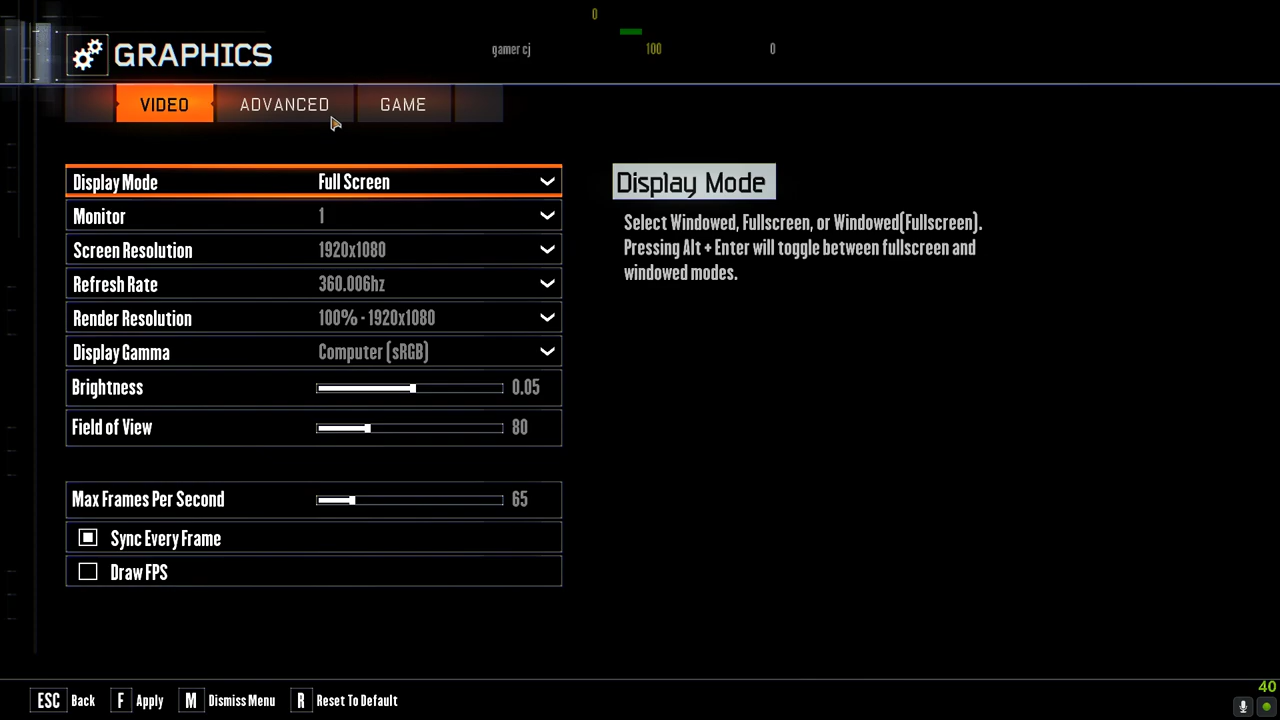 0
GRAPHICS
gamer cj
100
0
VIDEO
ADVANCED
GAME
Display Mode Full Screen
Monitor 1
Screen Resolution 1920x1080
Refresh Rate 360.006hz
Render Resolution 100% - 1920x1080
Display Gamma Computer (sRGB)
Brightness 0.05
Field of View 80
Max Frames Per Second 65
Sync Every Frame
Draw FPS
Display Mode
Select Windowed, Fullscreen, or Windowed(Fullscreen).
Pressing Alt + Enter will toggle between fullscreen and
windowed modes.
ESC Back F Apply M Dismiss Menu R Reset To Default
40